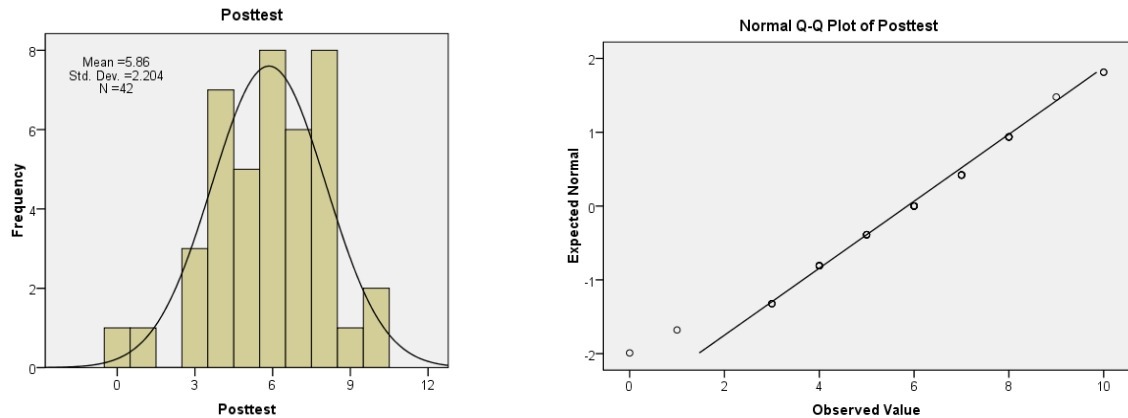 Posttest
Mean =5.86
Std. Dev. =2.204
N =42
8
6
4
2
0
Frequency
0 3 6 9 12
Posttest
Normal Q-Q Plot of Posttest
2
1
0
-1
-2
Expected Normal
0 2 4 6 8 10
Observed Value